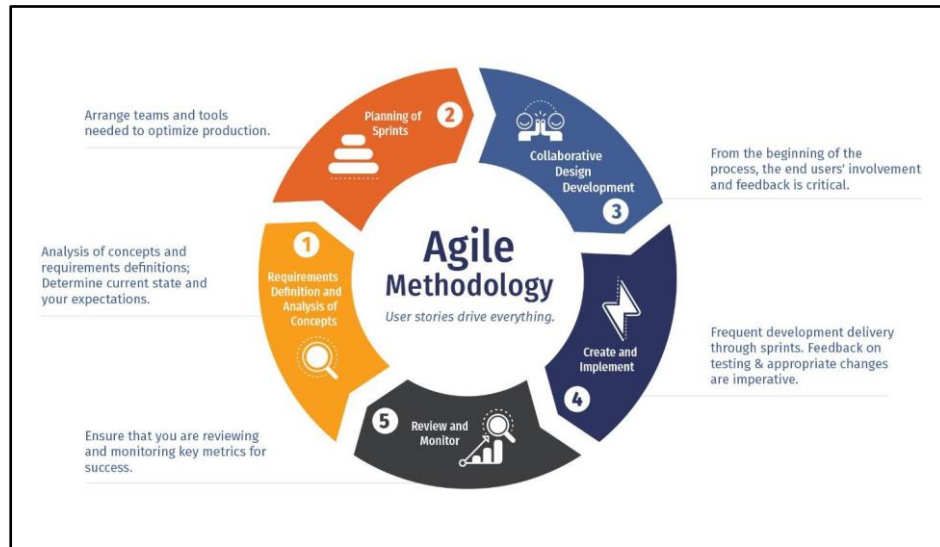 Agile
Methodology
User stories drive everything.
1
Requirements
Definition and
Analysis of
Concepts
Analysis of concepts and
requirements definitions;
Determine current state and
your expectations.
2
Planning of
Sprints
Arrange teams and tools
needed to optimize production.
Collaborative
Design
Development
3
From the beginning of the
process, the end users' involvement
and feedback is critical.
Create and
Implement
4
Frequent development delivery
through sprints. Feedback on
testing & appropriate changes
are imperative.
5
Review and
Monitor
Ensure that you are reviewing
and monitoring key metrics for
success.